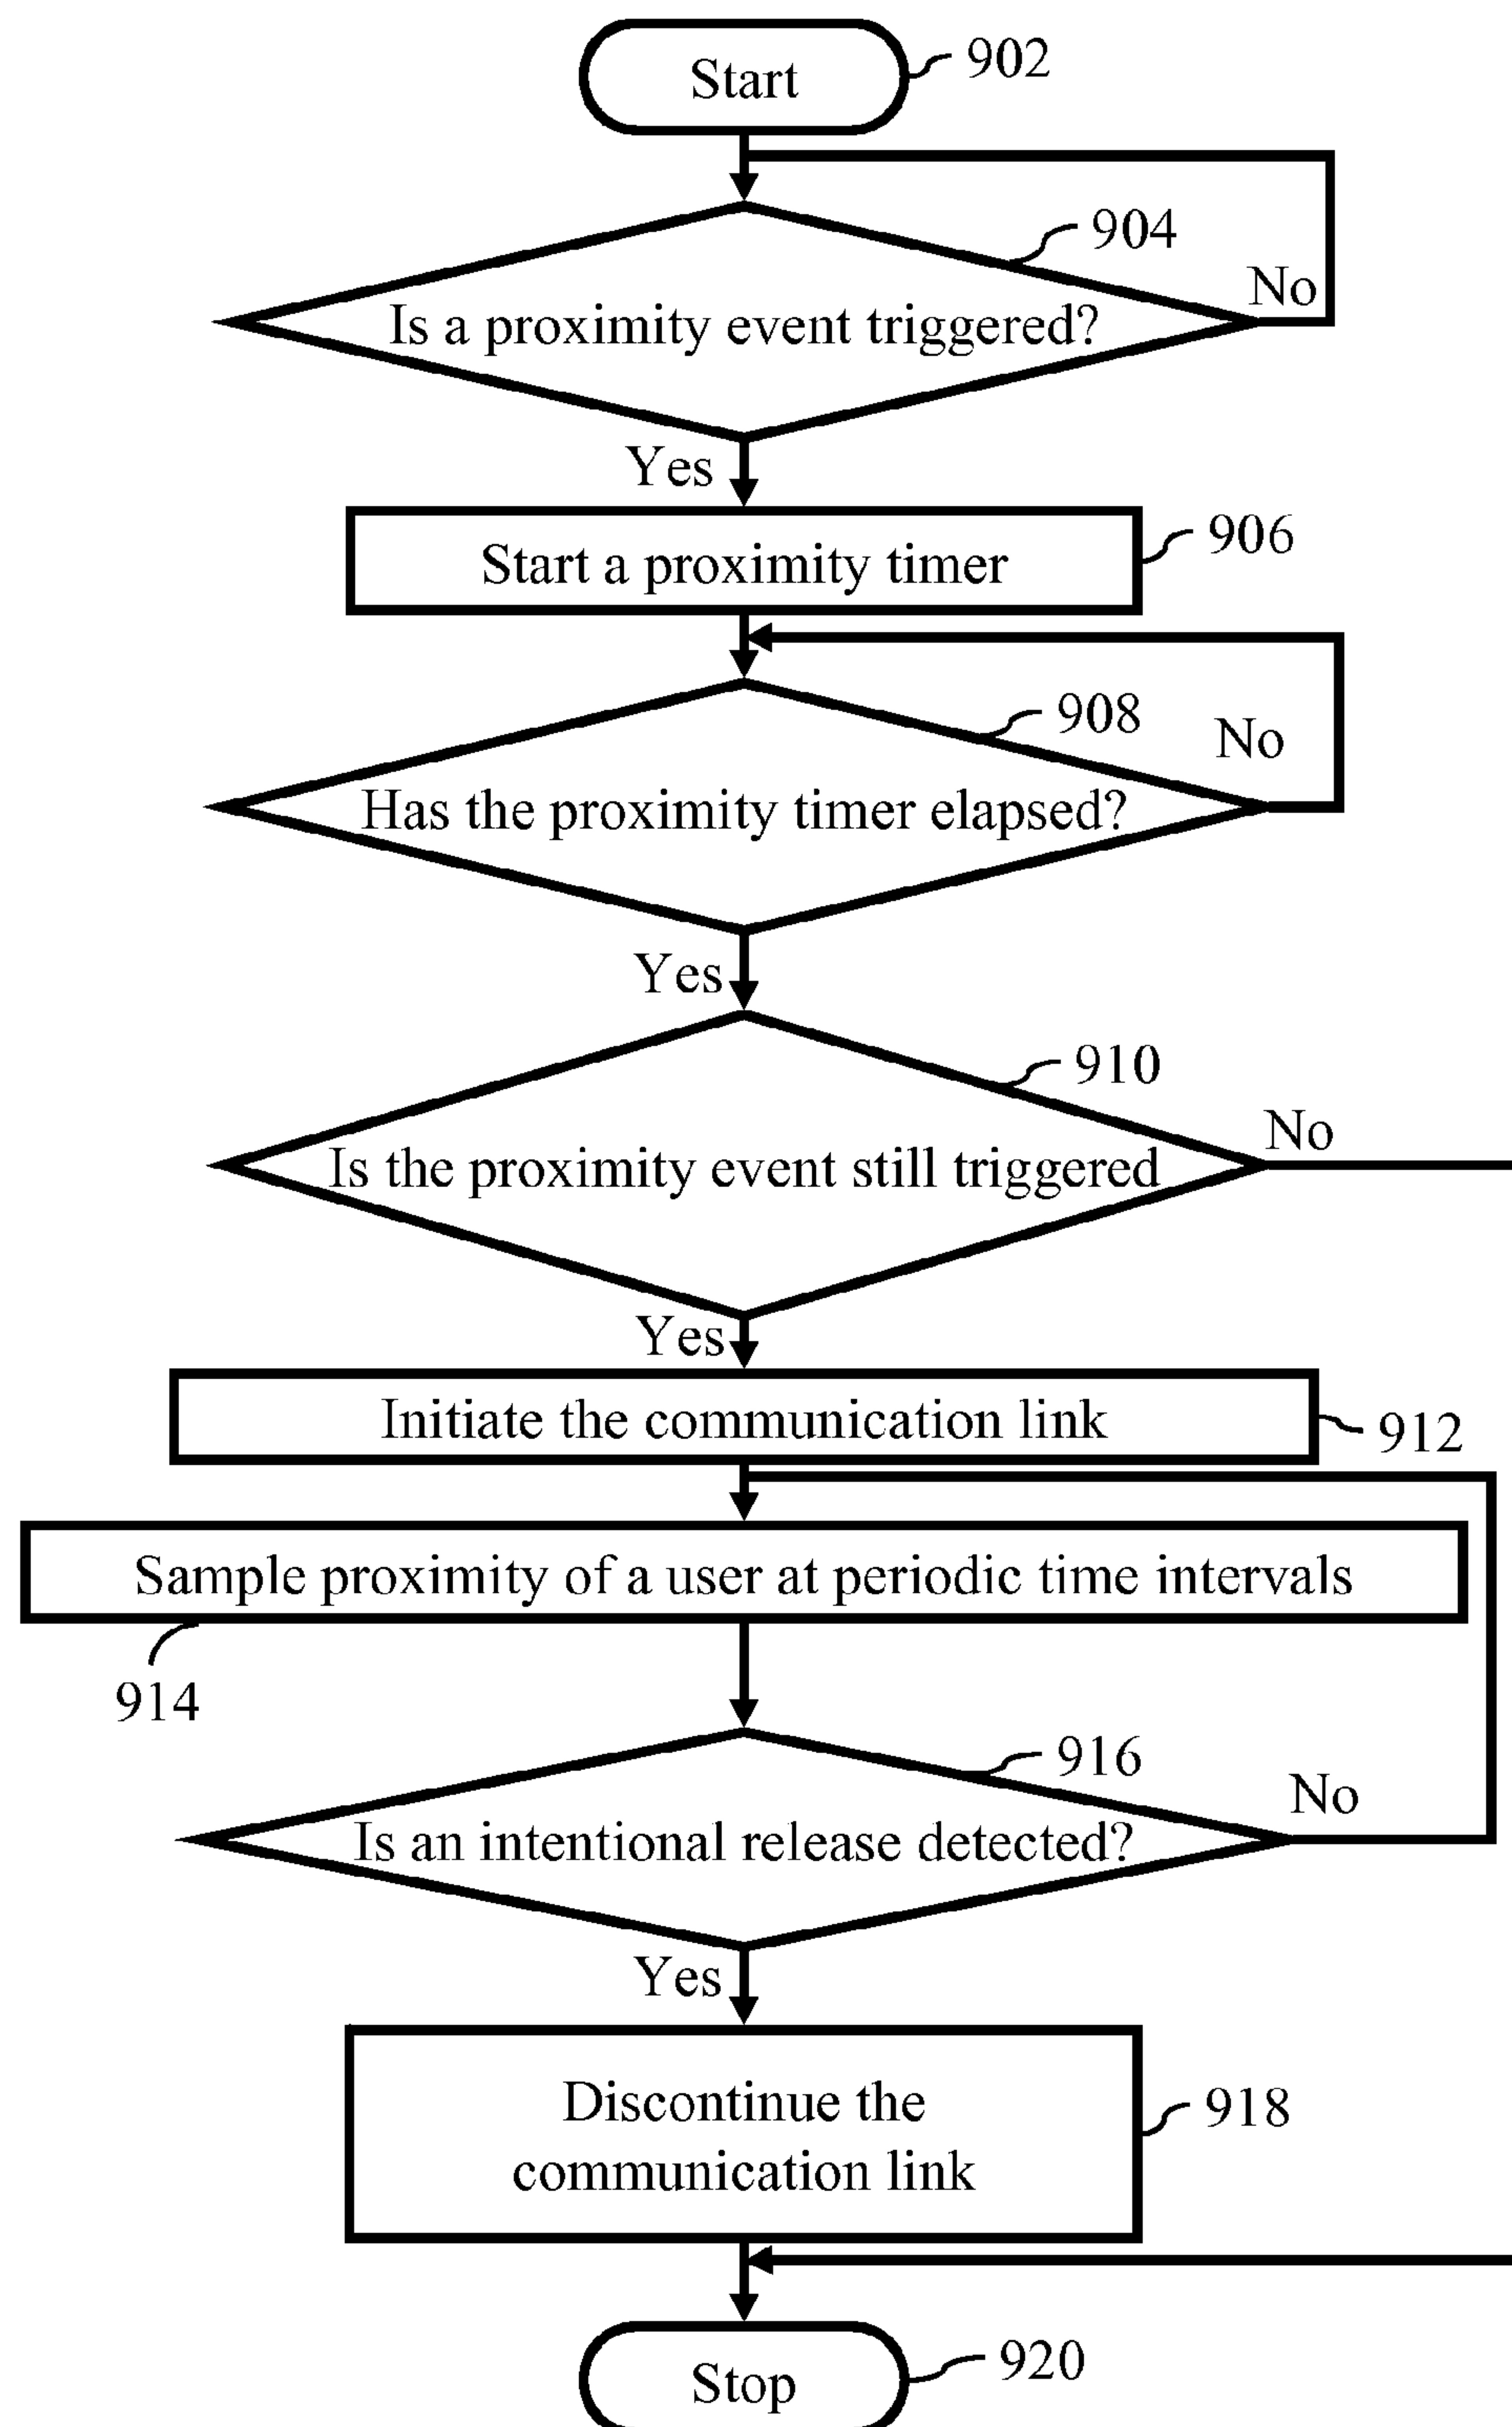 Start
902
904
No
Is a proximity event triggered?
Yes
Start a proximity timer
906
908
No
Has the proximity timer elapsed?
Yes
910
No
Is the proximity event still triggered
Yes
Initiate the communication link
912
Sample proximity of a user at periodic time intervals
914
916
No
Is an intentional release detected?
Yes
Discontinue the
communication link
918
Stop
920